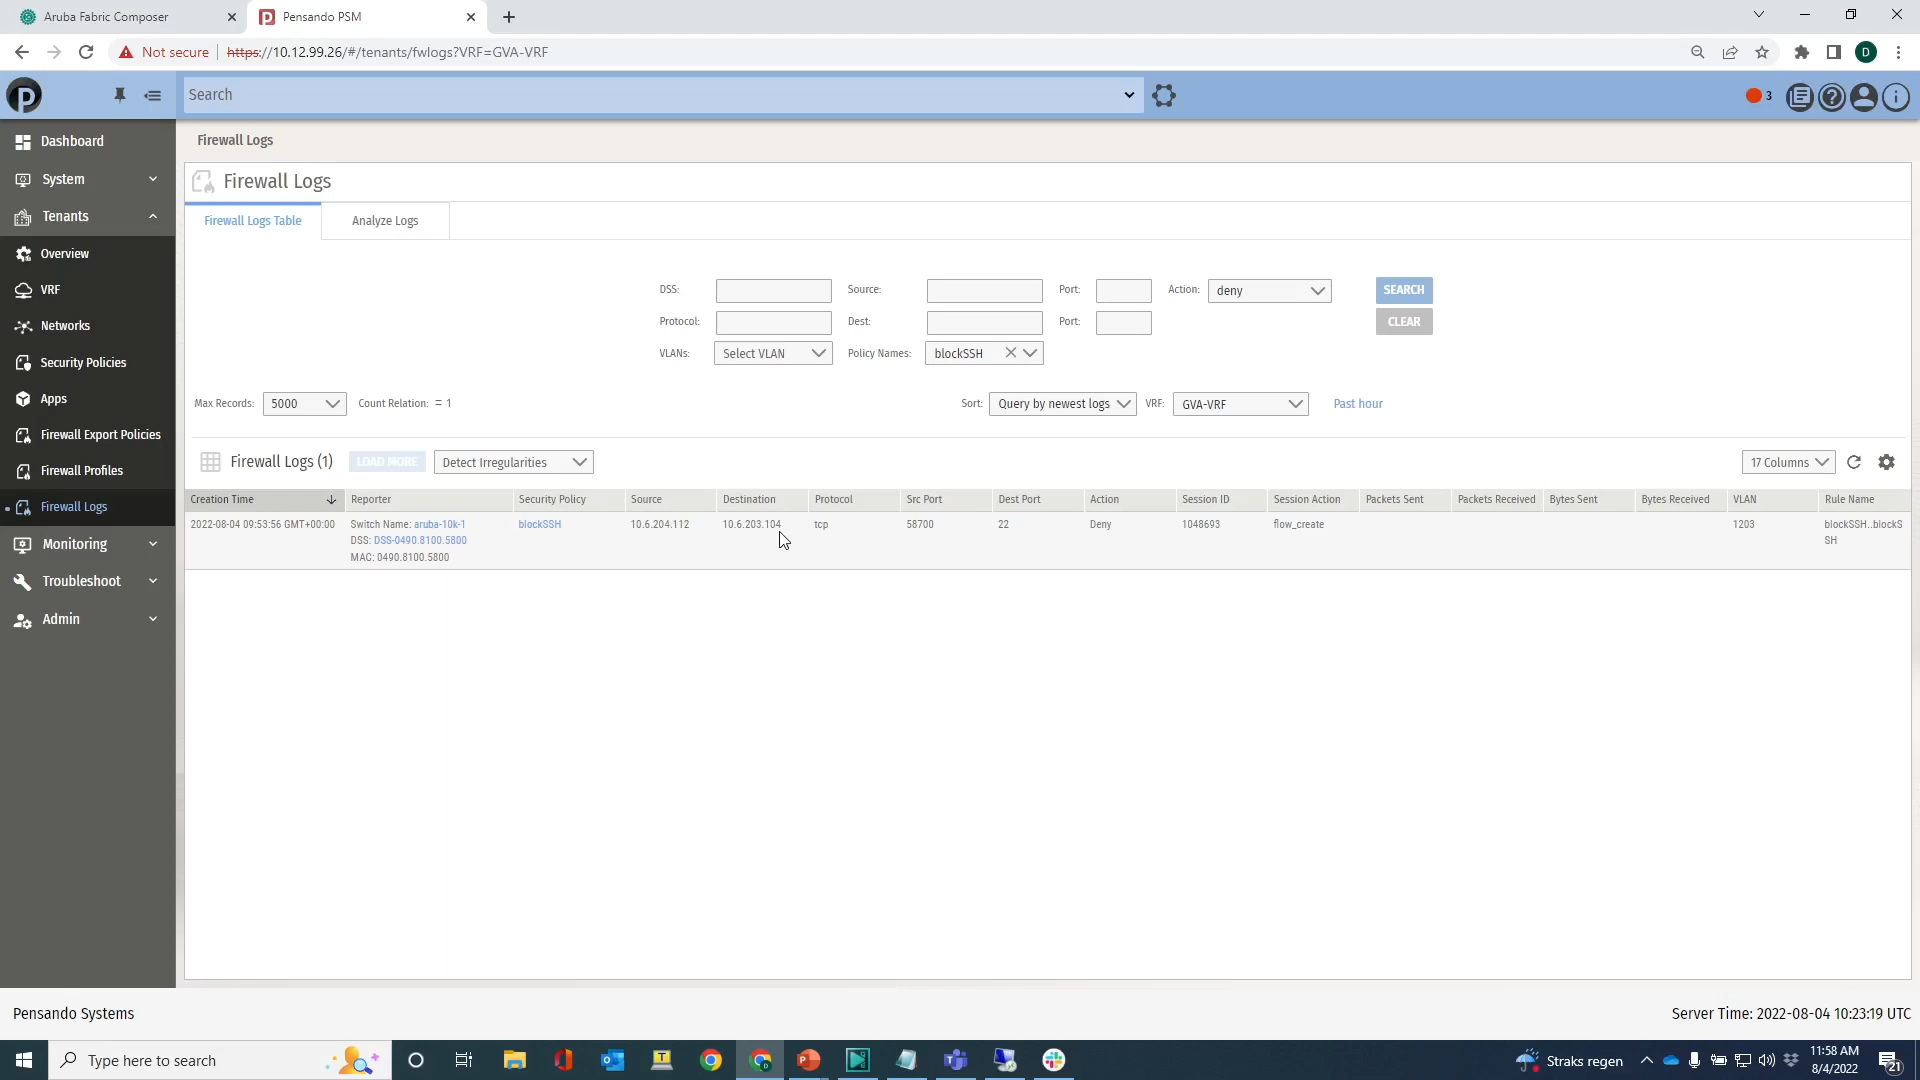 Aruba Fabric Composer
Pensando PSM
Not secure
https://10.12.99.26/#/tenants/fwlogs?VRF=GVA-VRF
D
Search
3
Dashboard
System
Tenants
Overview
VRF
Networks
Security Policies
Apps
Firewall Export Policies
Firewall Profiles
Firewall Logs
Monitoring
Troubleshoot
Admin
Firewall Logs
Firewall Logs
Firewall Logs Table
Analyze Logs
DSS: Source: Port: Action: deny SEARCH
Protocol: Dest: Port: CLEAR
VLANs: Select VLAN Policy Names: blockSSH
Max Records: 5000 Count Relation: = 1 Sort: Query by newest logs VRF: GVA-VRF Past hour
Firewall Logs (1) LOAD MORE Detect Irregularities 17 Columns
Creation Time Reporter Security Policy Source Destination Protocol Src Port Dest Port Action Session ID Session Action Packets Sent Packets Received Bytes Sent Bytes Received VLAN Rule Name
2022-08-04 09:53:56 GMT+00:00 Switch Name: aruba-10k-1 blockSSH 10.6.204.112 10.6.203.104 tcp 58700 22 Deny 1048693 flow_create 1203 blockSSH..blockS
DSS: DSS-0490.8100.5800 SH
MAC: 0490.8100.5800
Pensando Systems
Server Time: 2022-08-04 10:23:19 UTC
Type here to search
Straks regen
11:58 AM
8/4/2022
21